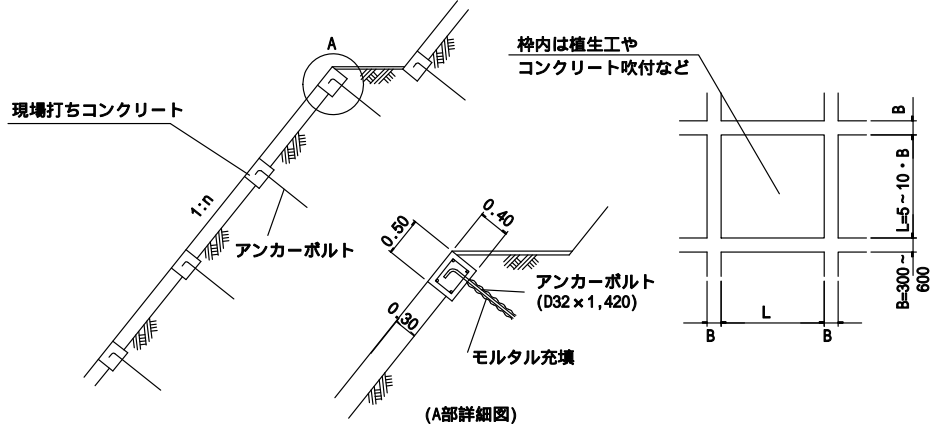 A
現場打ちコンクリート
1:n
アンカーボルト
0.50
0.40
0.30
アンカーボルト
(D32×1,420)
モルタル充填
(A部詳細図)
枠内は植生工や
コンクリート吹付など
B
L=5~10・B
B=300~
600
L
B
B